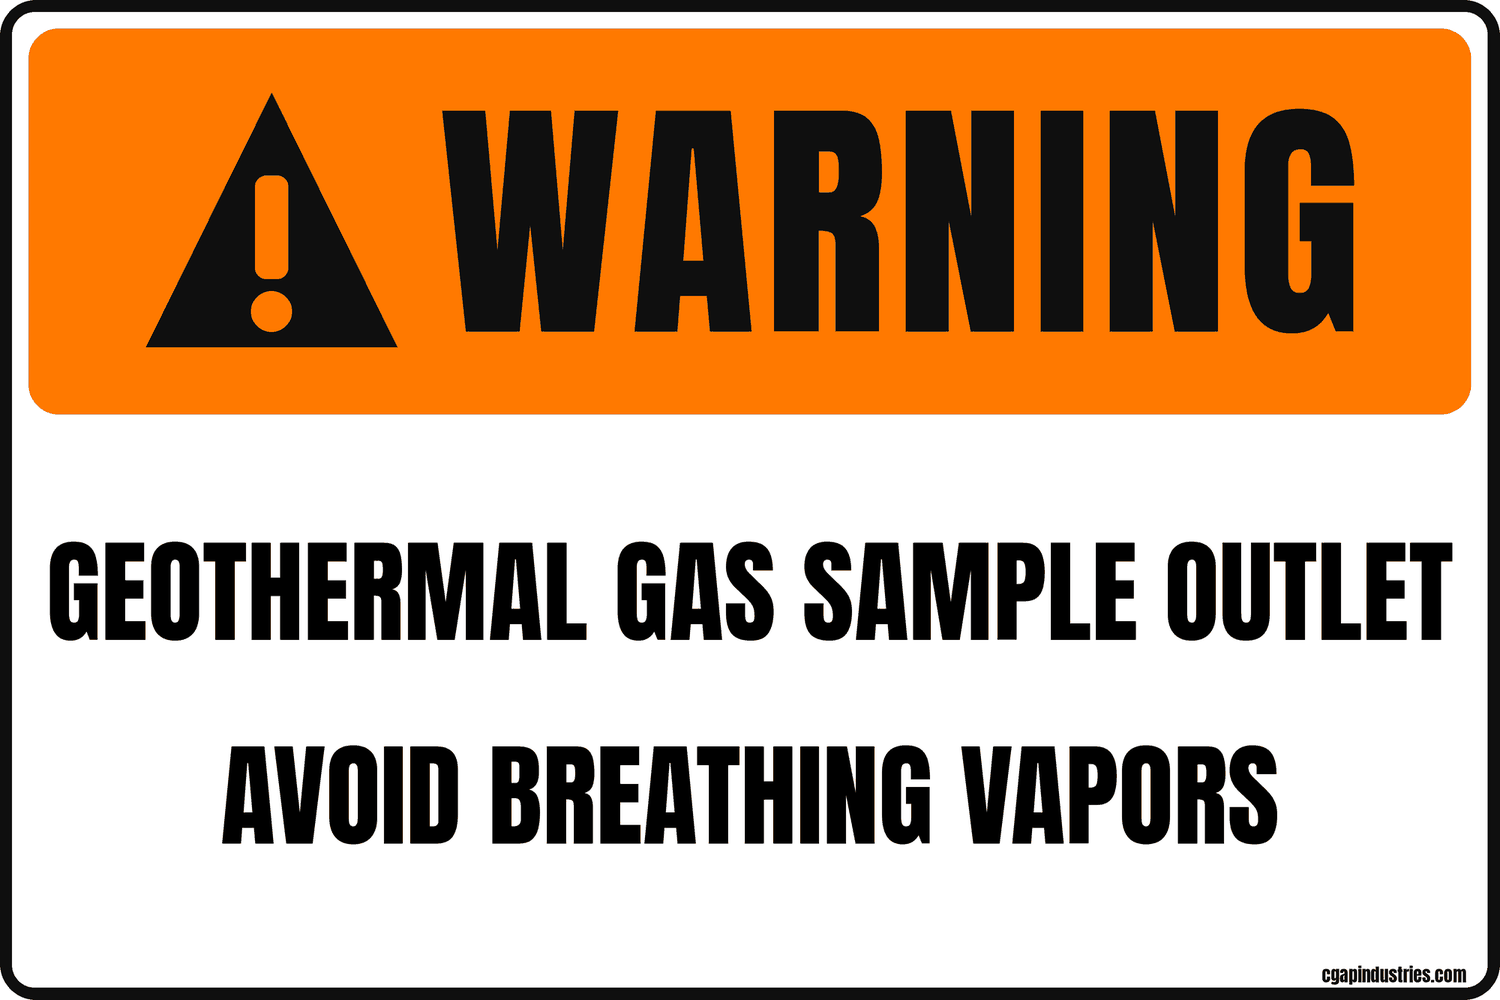 WARNING
GEOTHERMAL GAS SAMPLE OUTLET
AVOID BREATHING VAPORS
cgapindustries.com